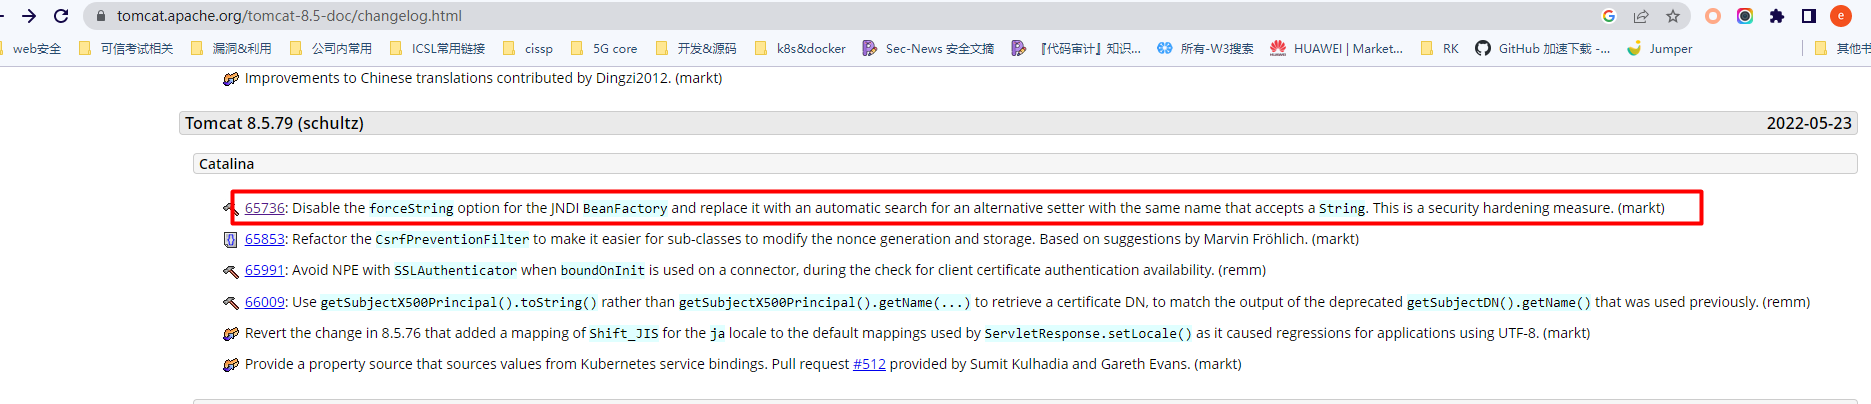 tomcat.apache.org/tomcat-8.5-doc/changelog.html
e
web安全 可信考试相关 漏洞&利用 公司内常用 ICSL常用链接 cissp 5G core 开发&源码 k8s&docker Sec-News 安全文摘 『代码审计』知识... 所有-W3搜索 HUAWEI | Market... RK GitHub 加速下载 -... Jumper 其他书
Improvements to Chinese translations contributed by Dingzi2012. (markt)
Tomcat 8.5.79 (schultz) 2022-05-23
Catalina
65736: Disable the forceString option for the JNDI BeanFactory and replace it with an automatic search for an alternative setter with the same name that accepts a String. This is a security hardening measure. (markt)
65853: Refactor the CsrfPreventionFilter to make it easier for sub-classes to modify the nonce generation and storage. Based on suggestions by Marvin Fröhlich. (markt)
65991: Avoid NPE with SSLAuthenticator when boundOnInit is used on a connector, during the check for client certificate authentication availability. (remm)
66009: Use getSubjectX500Principal().toString() rather than getSubjectX500Principal().getName(...) to retrieve a certificate DN, to match the output of the deprecated getSubjectDN().getName() that was used previously. (remm)
Revert the change in 8.5.76 that added a mapping of Shift_JIS for the ja locale to the default mappings used by ServletResponse.setLocale() as it caused regressions for applications using UTF-8. (markt)
Provide a property source that sources values from Kubernetes service bindings. Pull request #512 provided by Sumit Kulhadia and Gareth Evans. (markt)